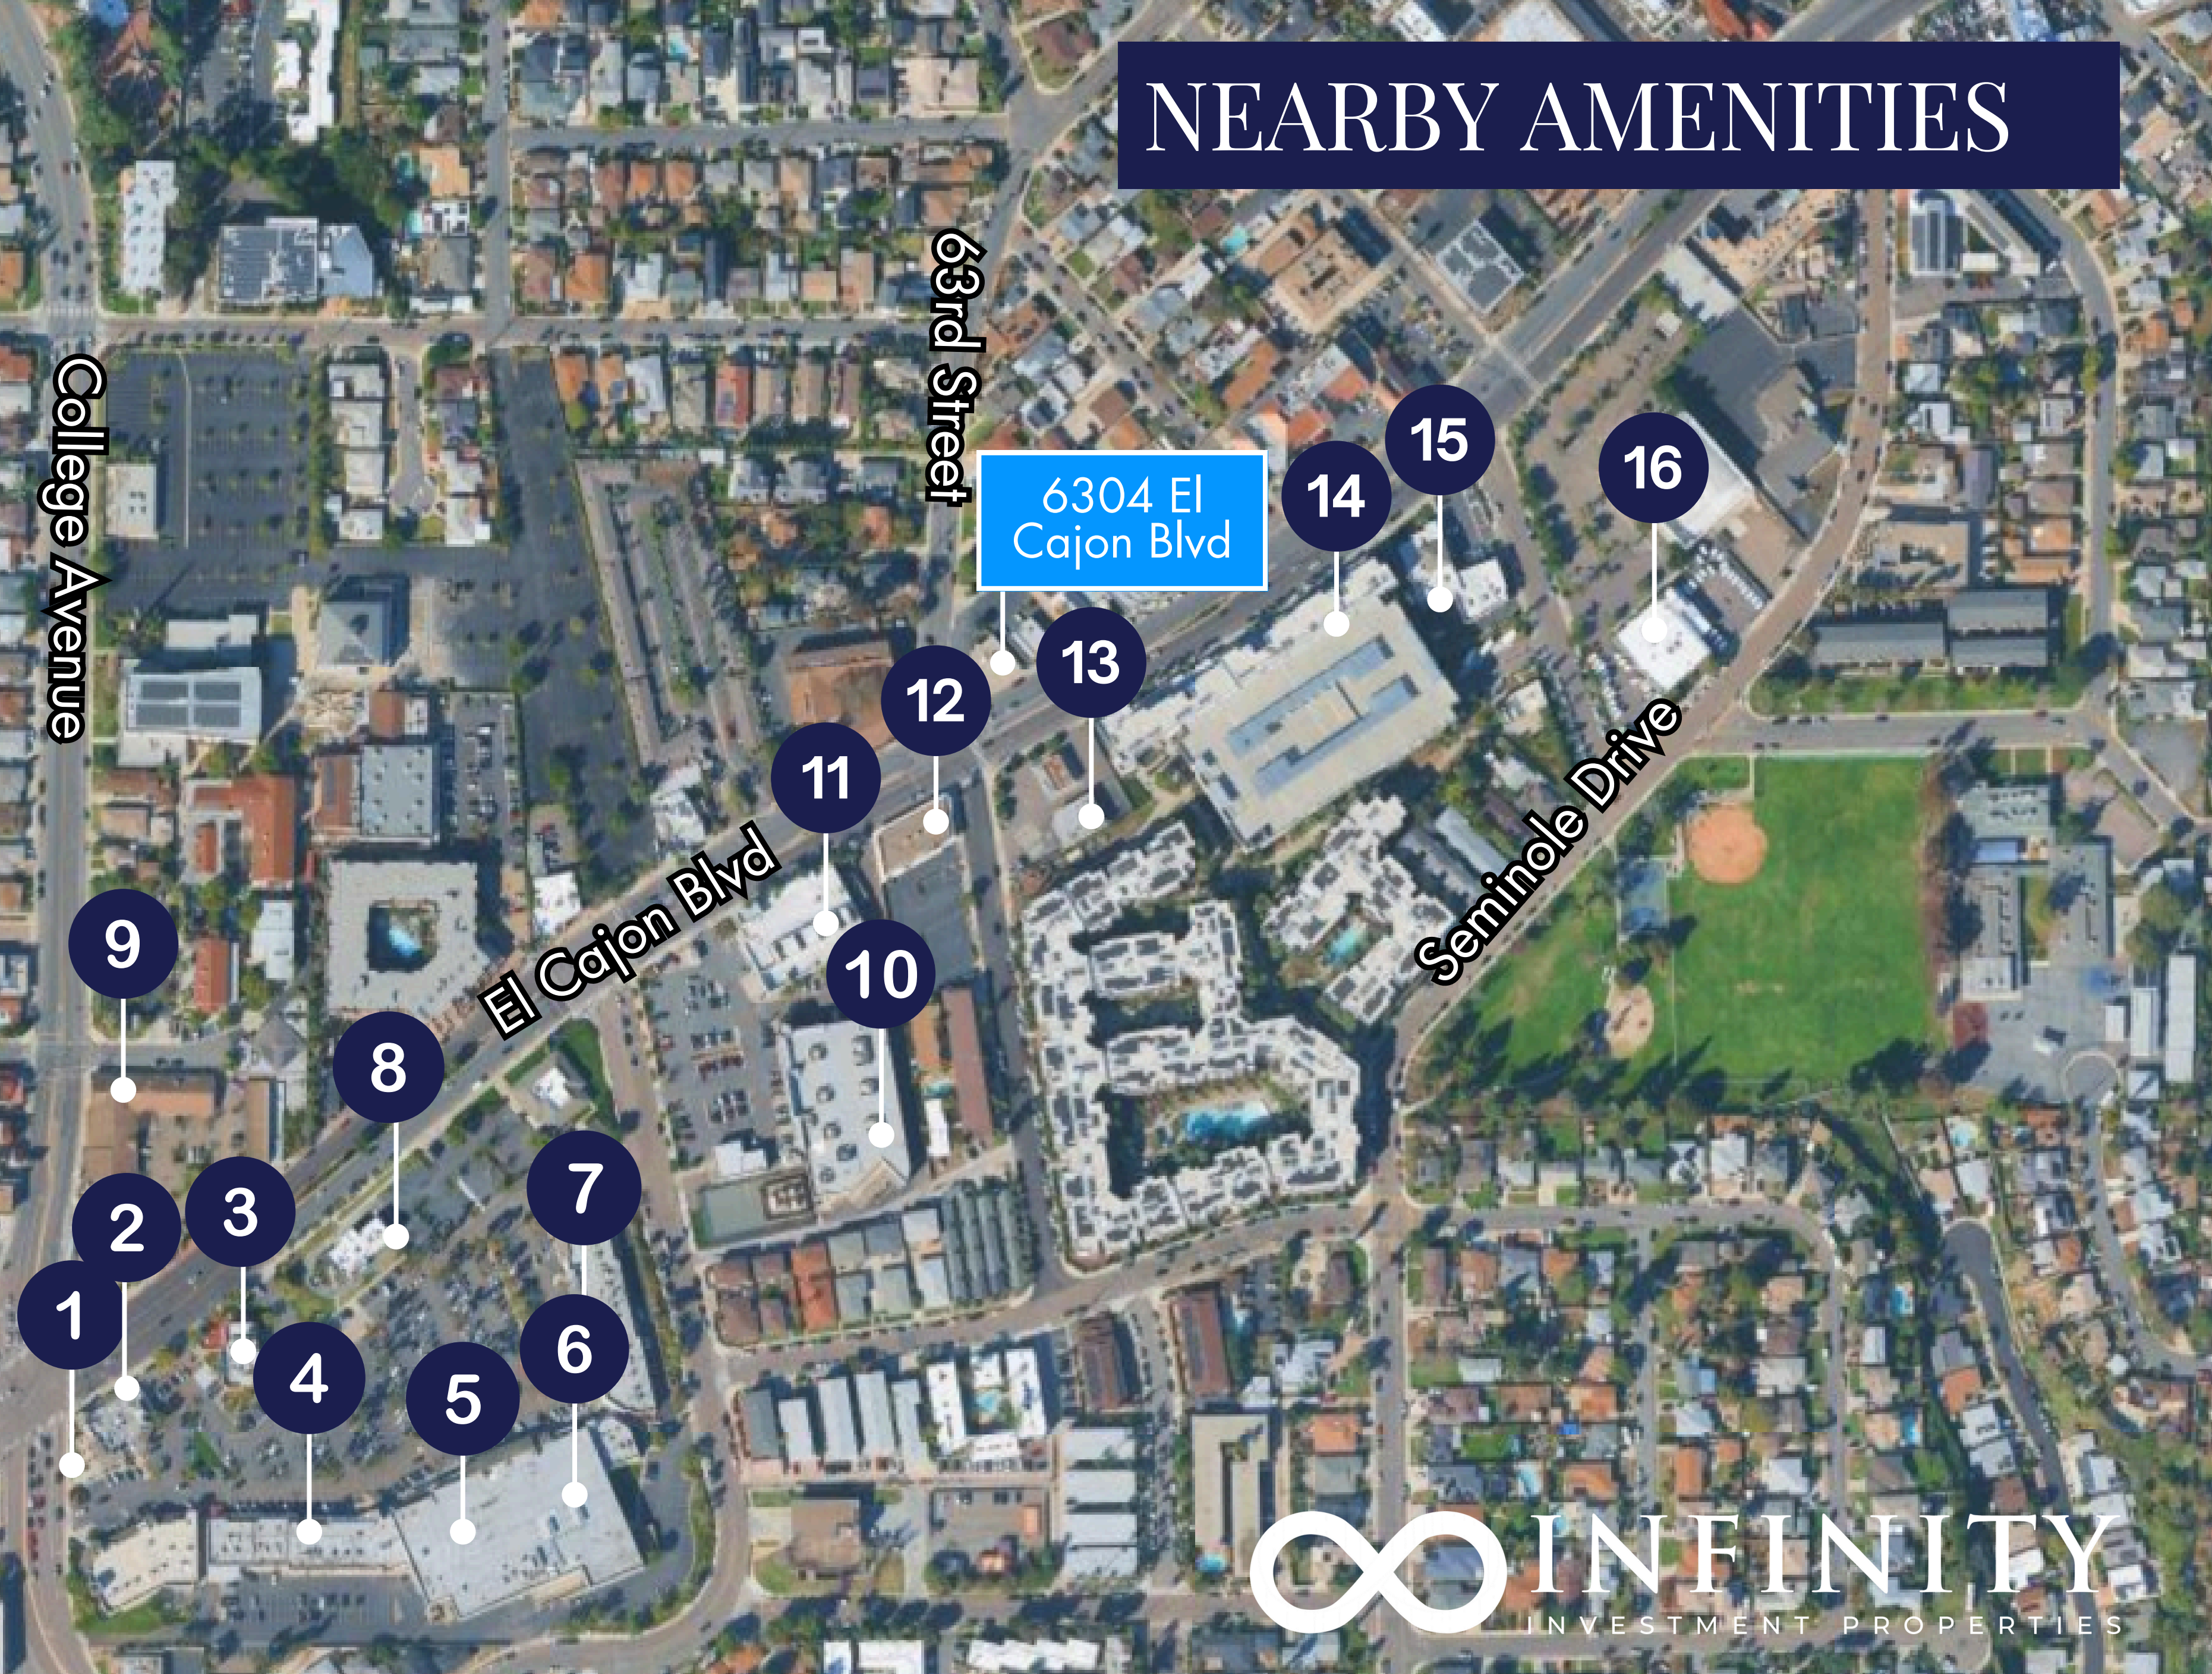 NEARBY AMENITIES
63rd Street
College Avenue
6304 El
Cajon Blvd
15
16
14
13
12
11
Seminole Drive
El Cajon Blvd
9
10
8
7
2
3
1
6
4
5
INFINITY
INVESTMENT PROPERTIES